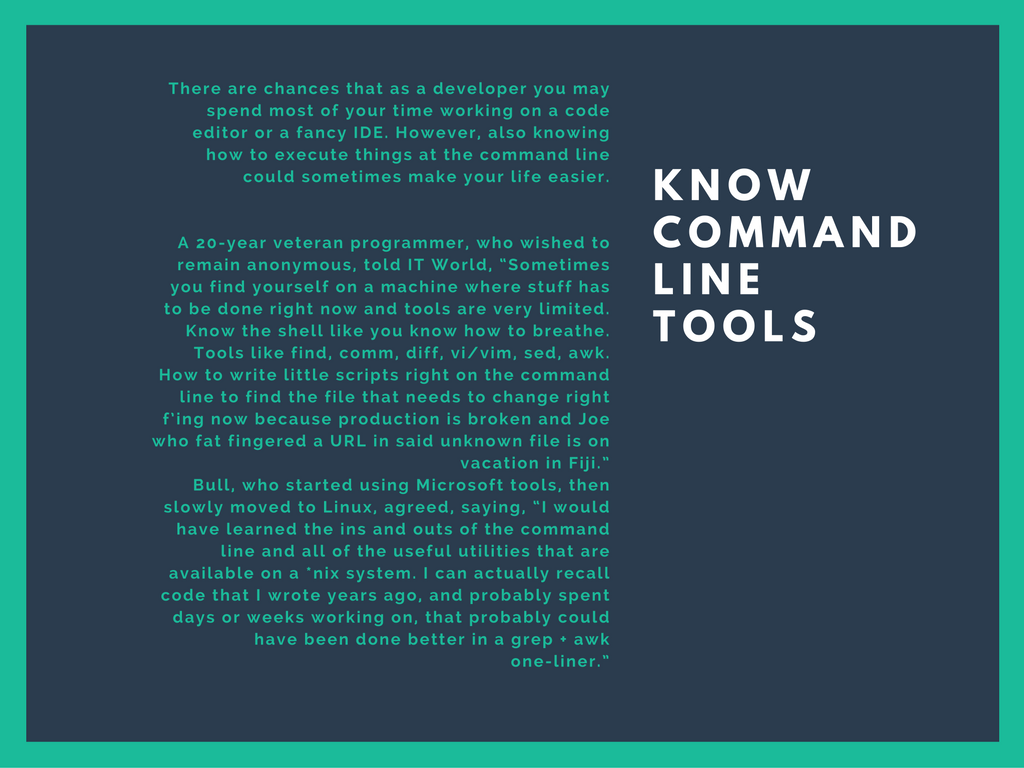 There are chances that as a developer you may
spend most of your time working on a code
editor or a fancy IDE. However, also knowing
how to execute things at the command line
could sometimes make your life easier.
A 20-year veteran programmer, who wished to
remain anonymous, told IT World, “Sometimes
you find yourself on a machine where stuff has
to be done right now and tools are very limited.
Know the shell like you know how to breathe.
Tools like find, comm, diff, vi/vim, sed, awk.
How to write little scripts right on the command
line to find the file that needs to change right
f’ing now because production is broken and Joe
who fat fingered a URL in said unknown file is on
vacation in Fiji.”
Bull, who started using Microsoft tools, then
slowly moved to Linux, agreed, saying, “I would
have learned the ins and outs of the command
line and all of the useful utilities that are
available on a *nix system. I can actually recall
code that I wrote years ago, and probably spent
days or weeks working on, that probably could
have been done better in a grep + awk
one-liner.”
KNOW
COMMAND
LINE
TOOLS